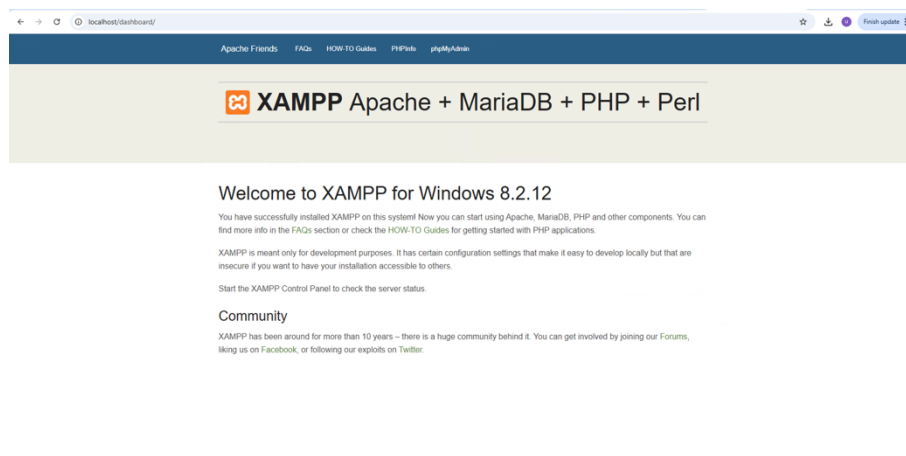 localhost/dashboard/
Finish update
Apache Friends FAQs HOW-TO Guides PHPInfo phpMyAdmin
XAMPP Apache + MariaDB + PHP + Perl
Welcome to XAMPP for Windows 8.2.12
You have successfully installed XAMPP on this system! Now you can start using Apache, MariaDB, PHP and other components. You can
find more info in the FAQs section or check the HOW-TO Guides for getting started with PHP applications.
XAMPP is meant only for development purposes. It has certain configuration settings that make it easy to develop locally but that are
insecure if you want to have your installation accessible to others.
Start the XAMPP Control Panel to check the server status.
Community
XAMPP has been around for more than 10 years – there is a huge community behind it. You can get involved by joining our Forums,
liking us on Facebook, or following our exploits on Twitter.